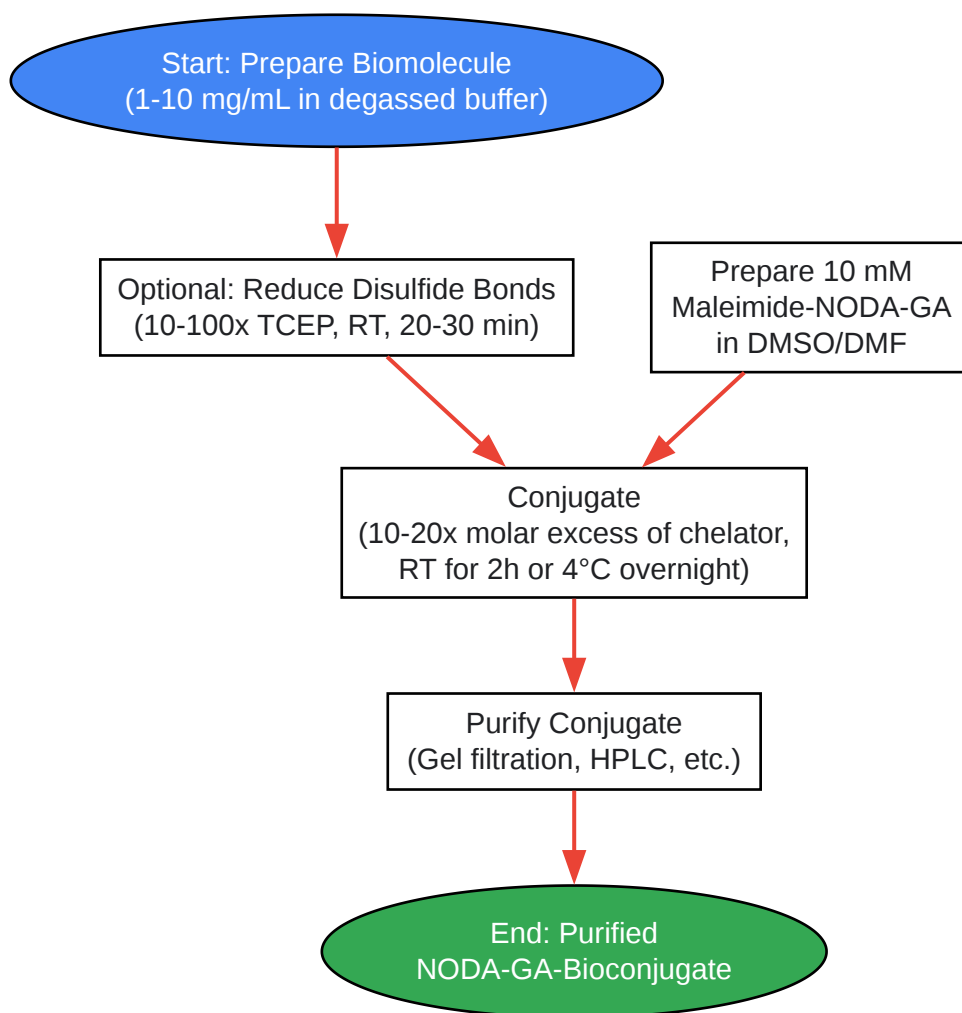 Start: Prepare Biomolecule
(1-10 mg/mL in degassed buffer)
Optional: Reduce Disulfide Bonds
(10-100x TCEP, RT, 20-30 min)
Prepare 10 mM
Maleimide-NODA-GA
in DMSO/DMF
Conjugate
(10-20x molar excess of chelator,
RT for 2h or 4°C overnight)
Purify Conjugate
(Gel filtration, HPLC, etc.)
End: Purified
NODA-GA-Bioconjugate